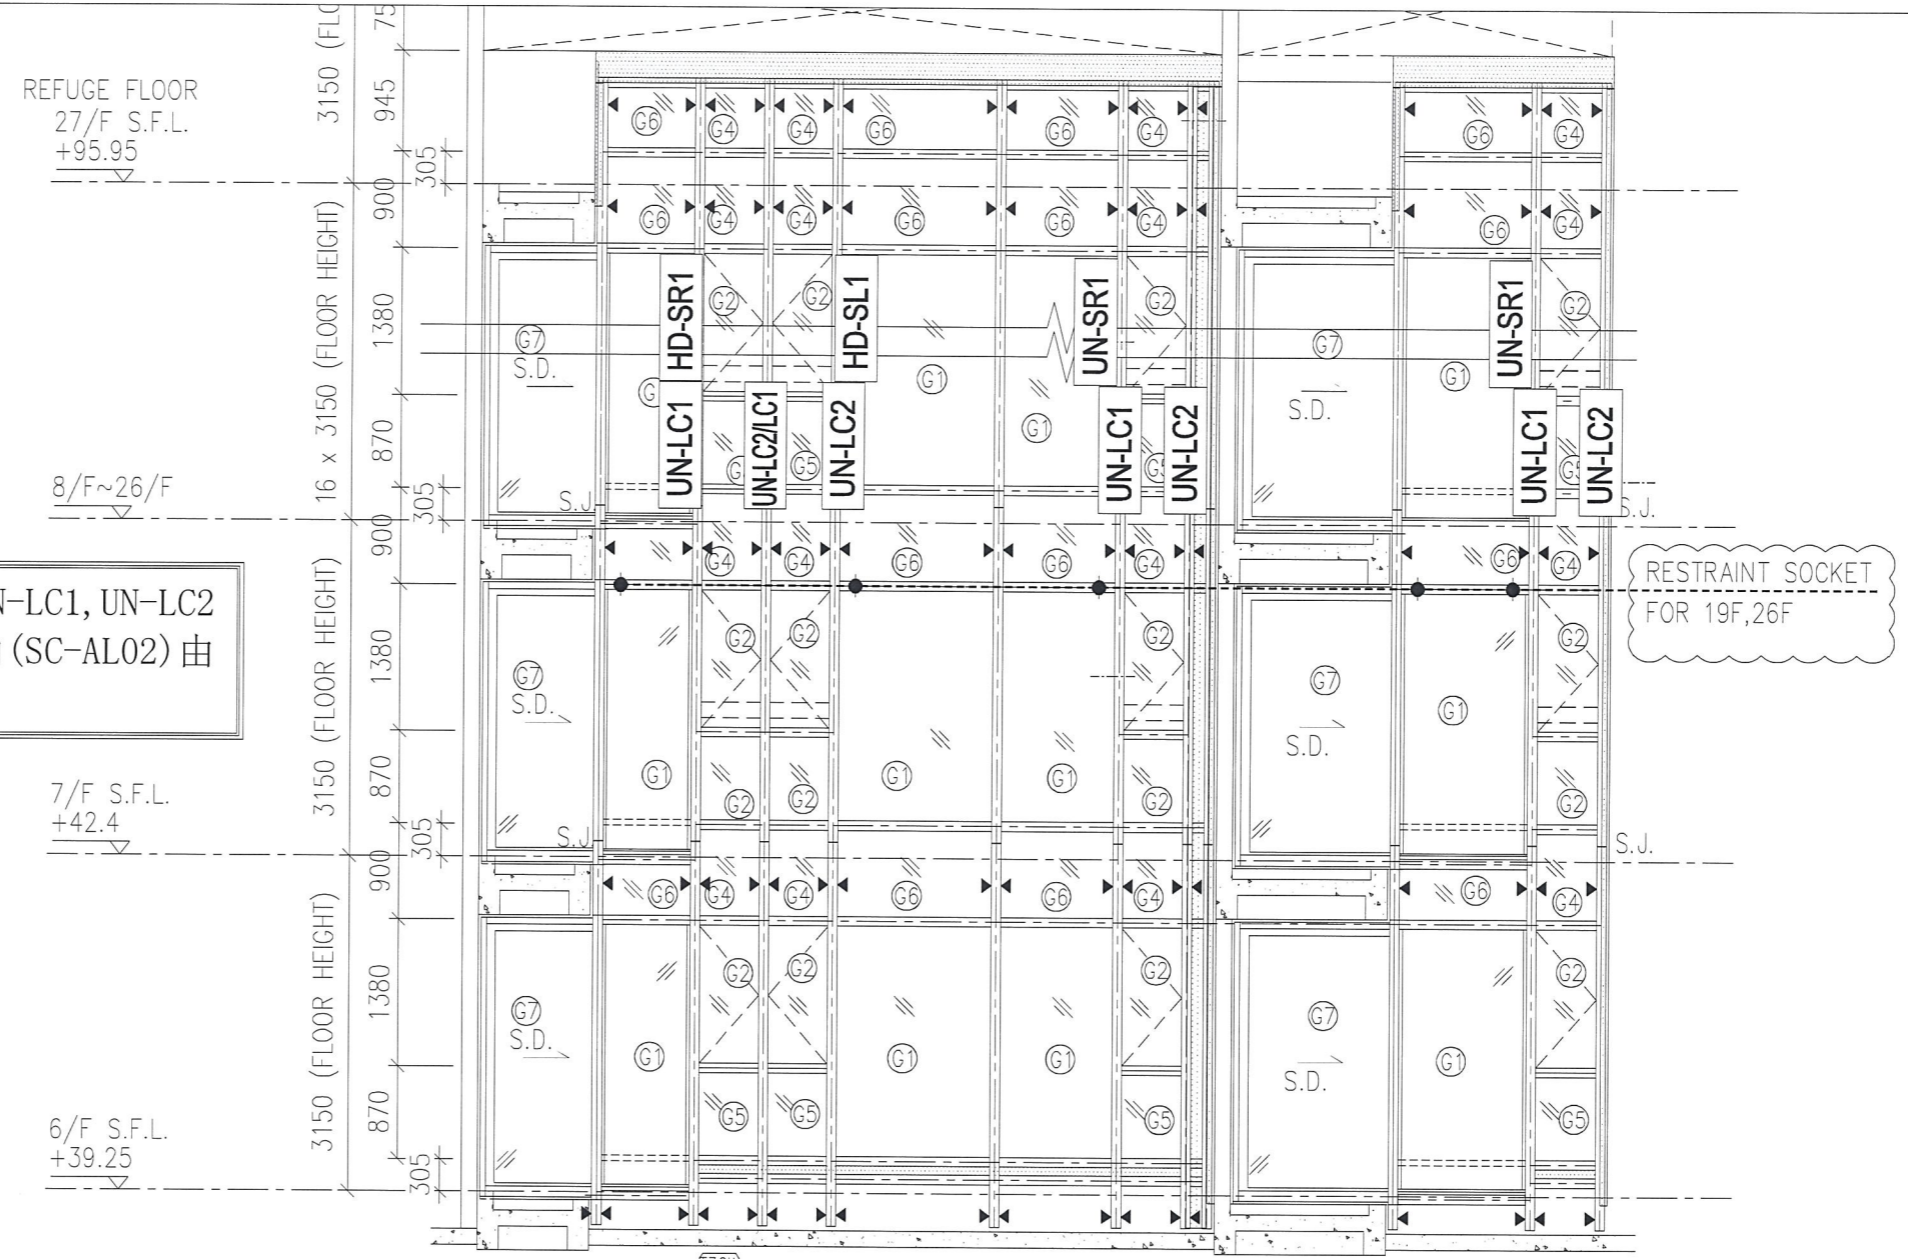 REFUGE FLOOR
27/F S.F.L.
+95.95
8/F~26/F
N-LC1, UN-LC2
(SC-AL02) 由
7/F S.F.L.
+42.4
6/F S.F.L.
+39.25
3150
75
945
305
900
16 x 3150 (FLOOR HEIGHT)
1380
870
305
900
3150 (FLOOR HEIGHT)
1380
870
305
900
3150 (FLOOR HEIGHT)
1380
870
305
G6 G4 G4 G6 G6 G4 G6 G4
G6 G4 G4 G6 G6 G4 G6 G4
HD-SR1 G2 G2 HD-SL1 UN-SR1 G2 UN-SR1 G2
G7 G1 G7 G1
S.D. S.D.
G1
UN-LC1 UN-LC2/LC1 G5 UN-LC2 UN-LC1 UN-LC2 UN-LC1 UN-LC2
S.J. S.J.
G4 G4 G6 G6 G4 G6 G4
RESTRAINT SOCKET
FOR 19F,26F
G2 G2 G2 G2
G7 G7
S.D. S.D.
G1
G1 G1 G1
G2 G2 G2 G2
S.J. S.J.
G6 G4 G4 G6 G6 G4 G6 G4
G2 G2 G2 G2
G7 G7
S.D. S.D.
G1 G1 G1 G1
G5 G5 G5 G5